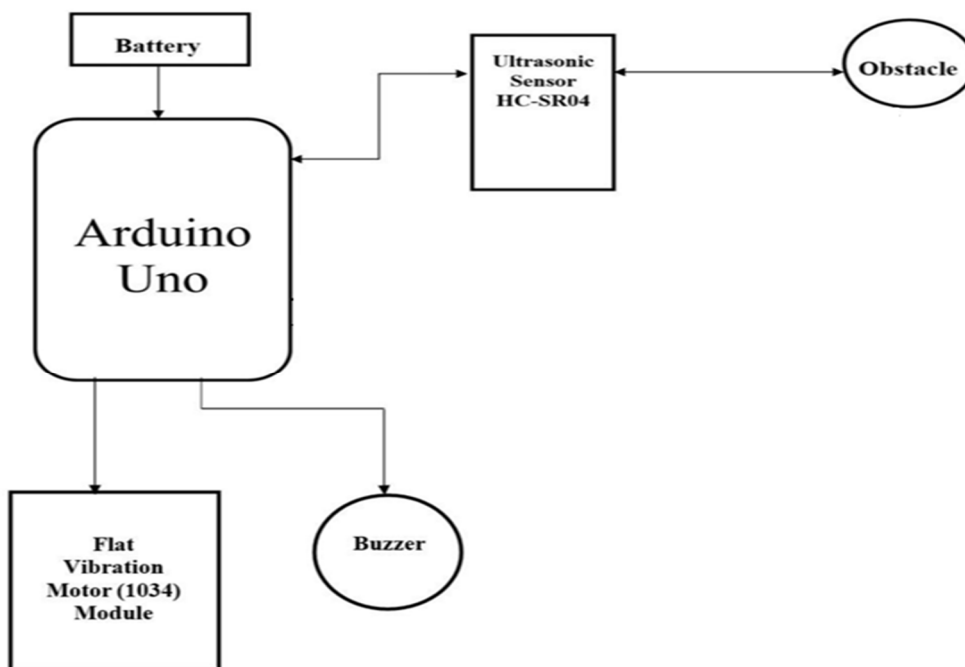 Battery
Ultrasonic
Sensor
HC-SR04
Obstacle
Arduino
Uno
Flat
Vibration
Motor (1034)
Module
Buzzer